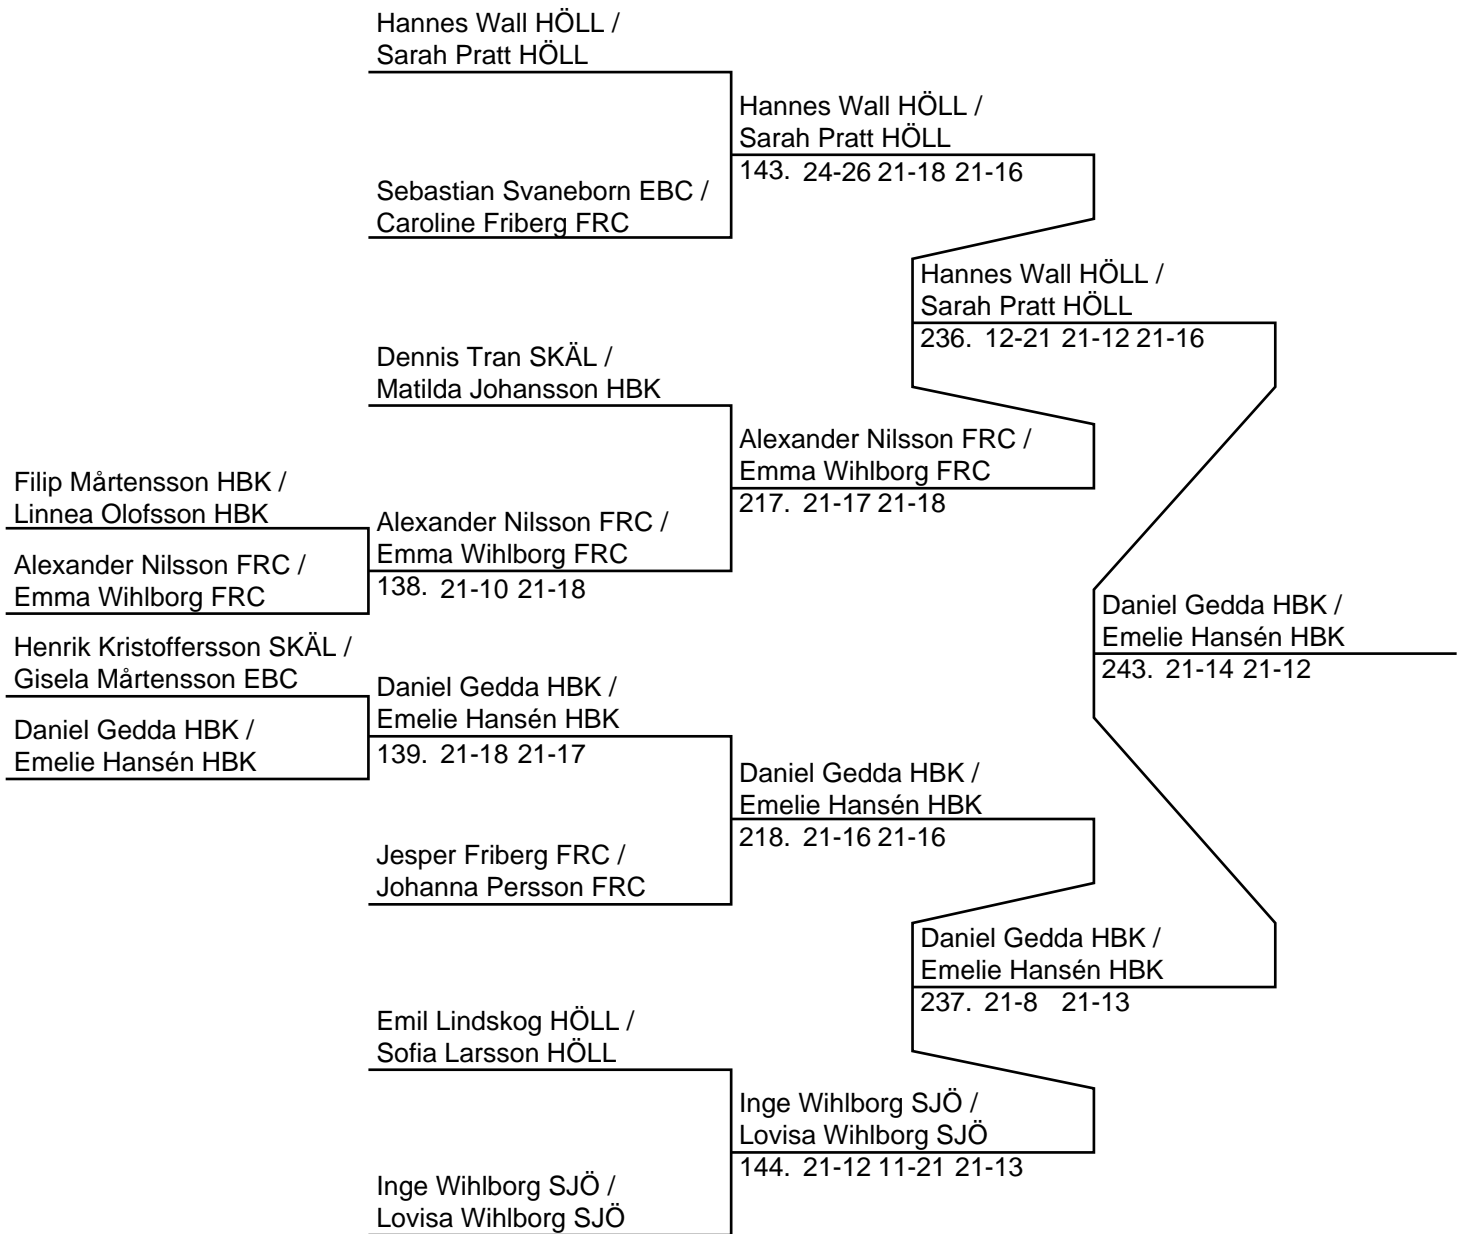 Hannes Wall HÖLL /
Sarah Pratt HÖLL
Hannes Wall HÖLL /
Sarah Pratt HÖLL
143. 24-26 21-18 21-16
Sebastian Svaneborn EBC /
Caroline Friberg FRC
Hannes Wall HÖLL /
Sarah Pratt HÖLL
236. 12-21 21-12 21-16
Dennis Tran SKÄL /
Matilda Johansson HBK
Alexander Nilsson FRC /
Emma Wihlborg FRC
217. 21-17 21-18
Filip Mårtensson HBK /
Linnea Olofsson HBK
Alexander Nilsson FRC /
Emma Wihlborg FRC
138. 21-10 21-18
Alexander Nilsson FRC /
Emma Wihlborg FRC
Daniel Gedda HBK /
Emelie Hansén HBK
243. 21-14 21-12
Henrik Kristoffersson SKÄL /
Gisela Mårtensson EBC
Daniel Gedda HBK /
Emelie Hansén HBK
139. 21-18 21-17
Daniel Gedda HBK /
Emelie Hansén HBK
Daniel Gedda HBK /
Emelie Hansén HBK
218. 21-16 21-16
Jesper Friberg FRC /
Johanna Persson FRC
Daniel Gedda HBK /
Emelie Hansén HBK
237. 21-8 21-13
Emil Lindskog HÖLL /
Sofia Larsson HÖLL
Inge Wihlborg SJÖ /
Lovisa Wihlborg SJÖ
144. 21-12 11-21 21-13
Inge Wihlborg SJÖ /
Lovisa Wihlborg SJÖ